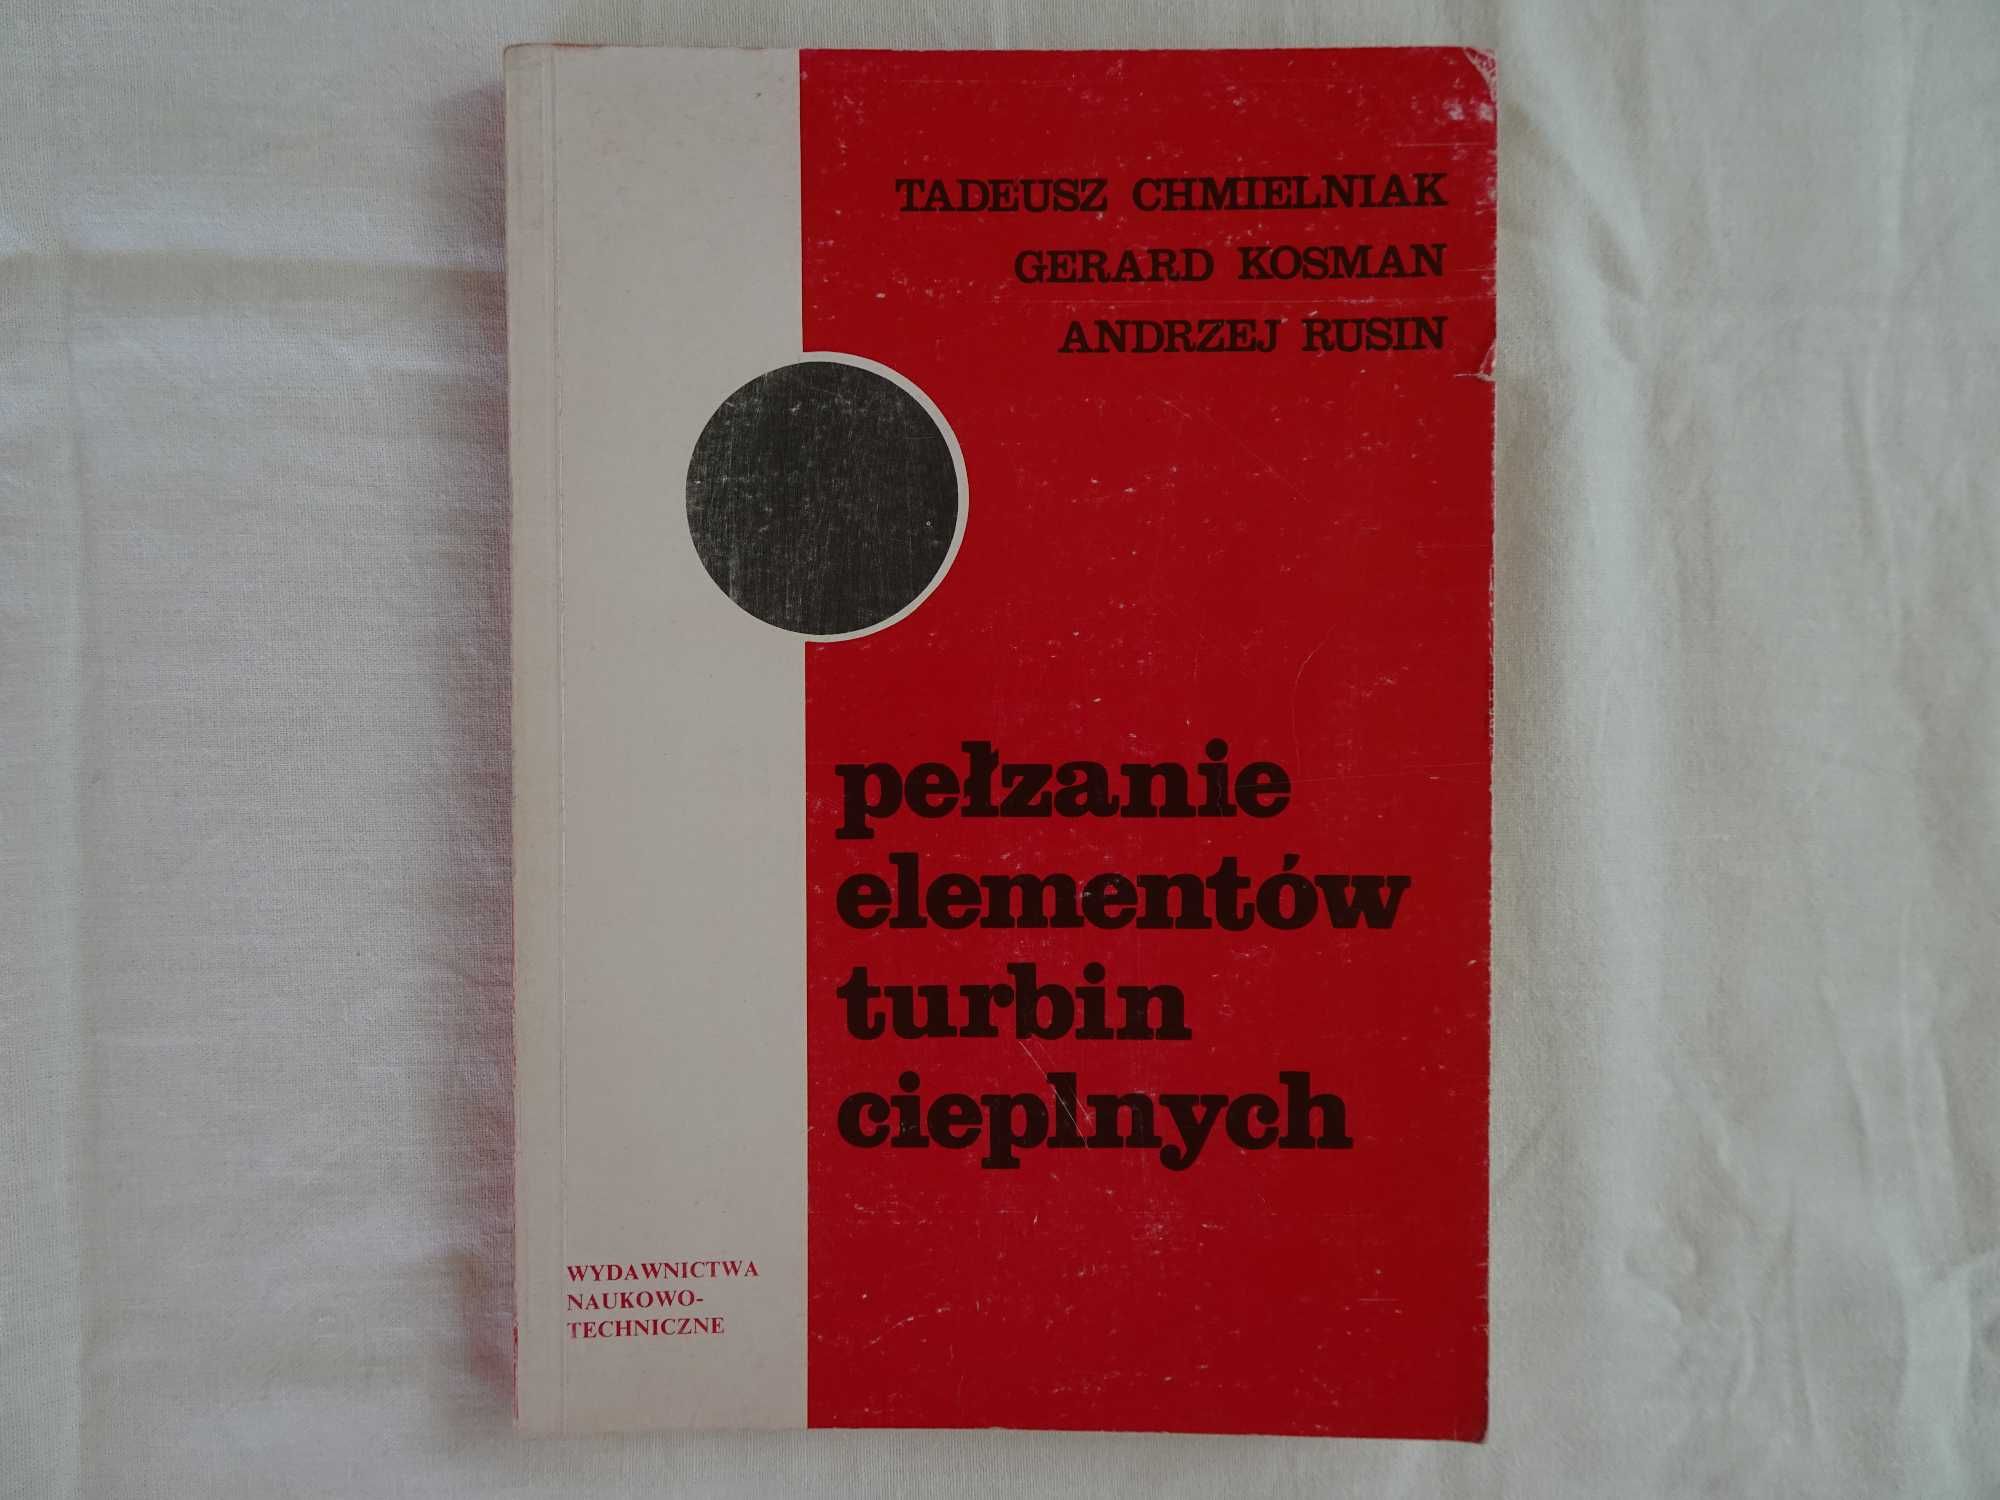 TADEUSZ CHMIELNIAK
GERARD KOSMAN
ANDRZEJ RUSIN
pełzanie
elementów
turbin
cieplnych
WYDAWNICTWA
NAUKOWO-
TECHNICZNE